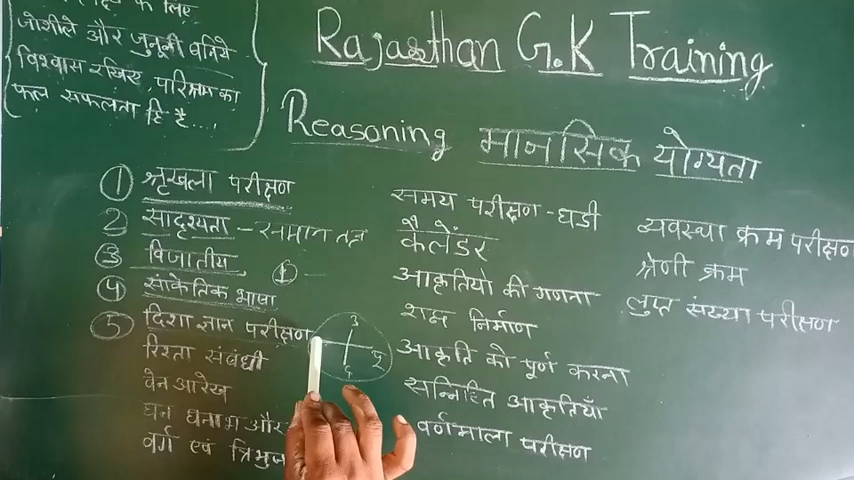 के लिए
जोशीले और जुनूनी बनिये
विश्वास रखिए, परिश्रम का
फल सफलता हि है....
Rajasthan G.K Training
Reasoning मानसिक योग्यता
① श्रृंखला परीक्षण
② सादृश्यता - समान
③ विजातीय
④ सांकेतिक भाषा
⑤ दिशा ज्ञान परीक्षण
रिश्ता संबंधी
वेन आरेख
घन घनाभ और
वर्ग एवं त्रिभुज
समय परीक्षण - घडी
कैलेंडर
आकृतियो की गणना
शब्द निर्माण
आकृति को पूर्ण करना
सन्निहित आकृतियाँ
वर्णमाला परीक्षण
व्यवस्था क्रम परीक्षण
श्रेणी क्रम
लुप्त संख्या परीक्षण